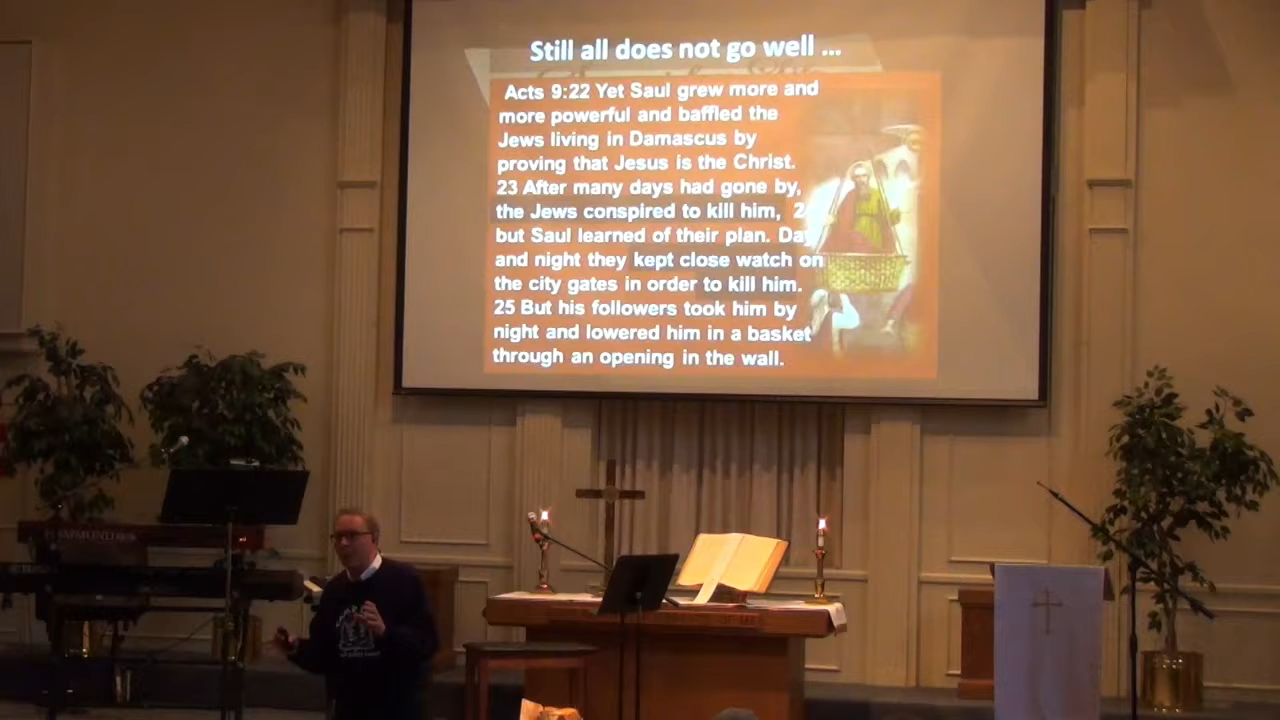 Still all does not go well ...
Acts 9:22 Yet Saul grew more and
more powerful and baffled the
Jews living in Damascus by
proving that Jesus is the Christ.
23 After many days had gone by,
the Jews conspired to kill him, 2
but Saul learned of their plan. Day
and night they kept close watch on
the city gates in order to kill him.
25 But his followers took him by
night and lowered him in a basket
through an opening in the wall.
HAMMOND